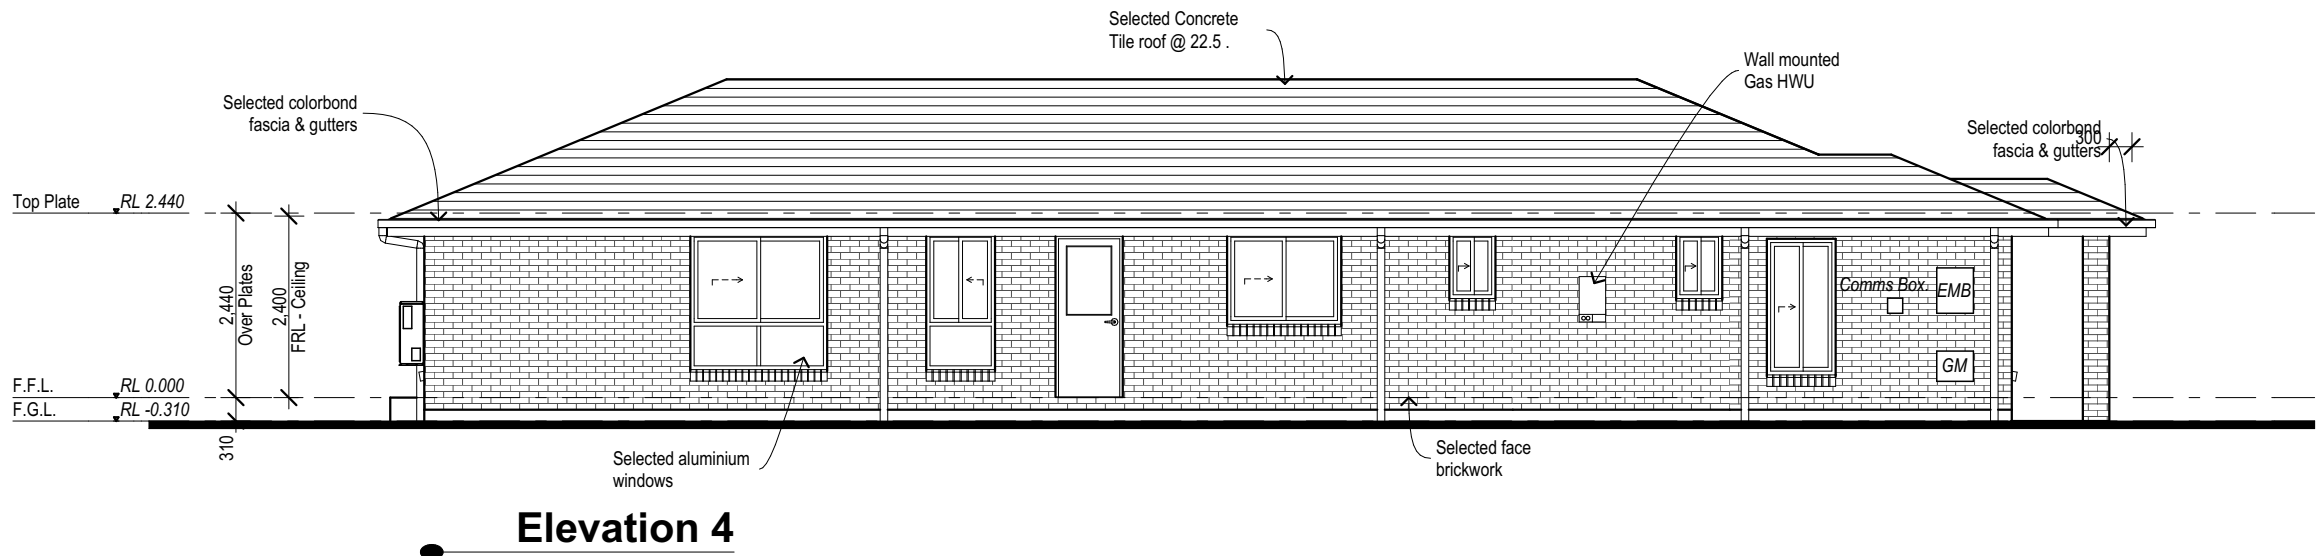 Selected Concrete
Tile roof @ 22.5 .
Wall mounted
Gas HWU
Selected colorbond
fascia & gutters
Selected colorbond
fascia & gutters
300
Top Plate
RL 2.440
2,440
Over Plates
2,400
FRL - Ceiling
Comms Box.
EMB
GM
F.F.L.
RL 0.000
F.G.L.
RL -0.310
310
Selected aluminium
windows
Selected face
brickwork
Elevation 4